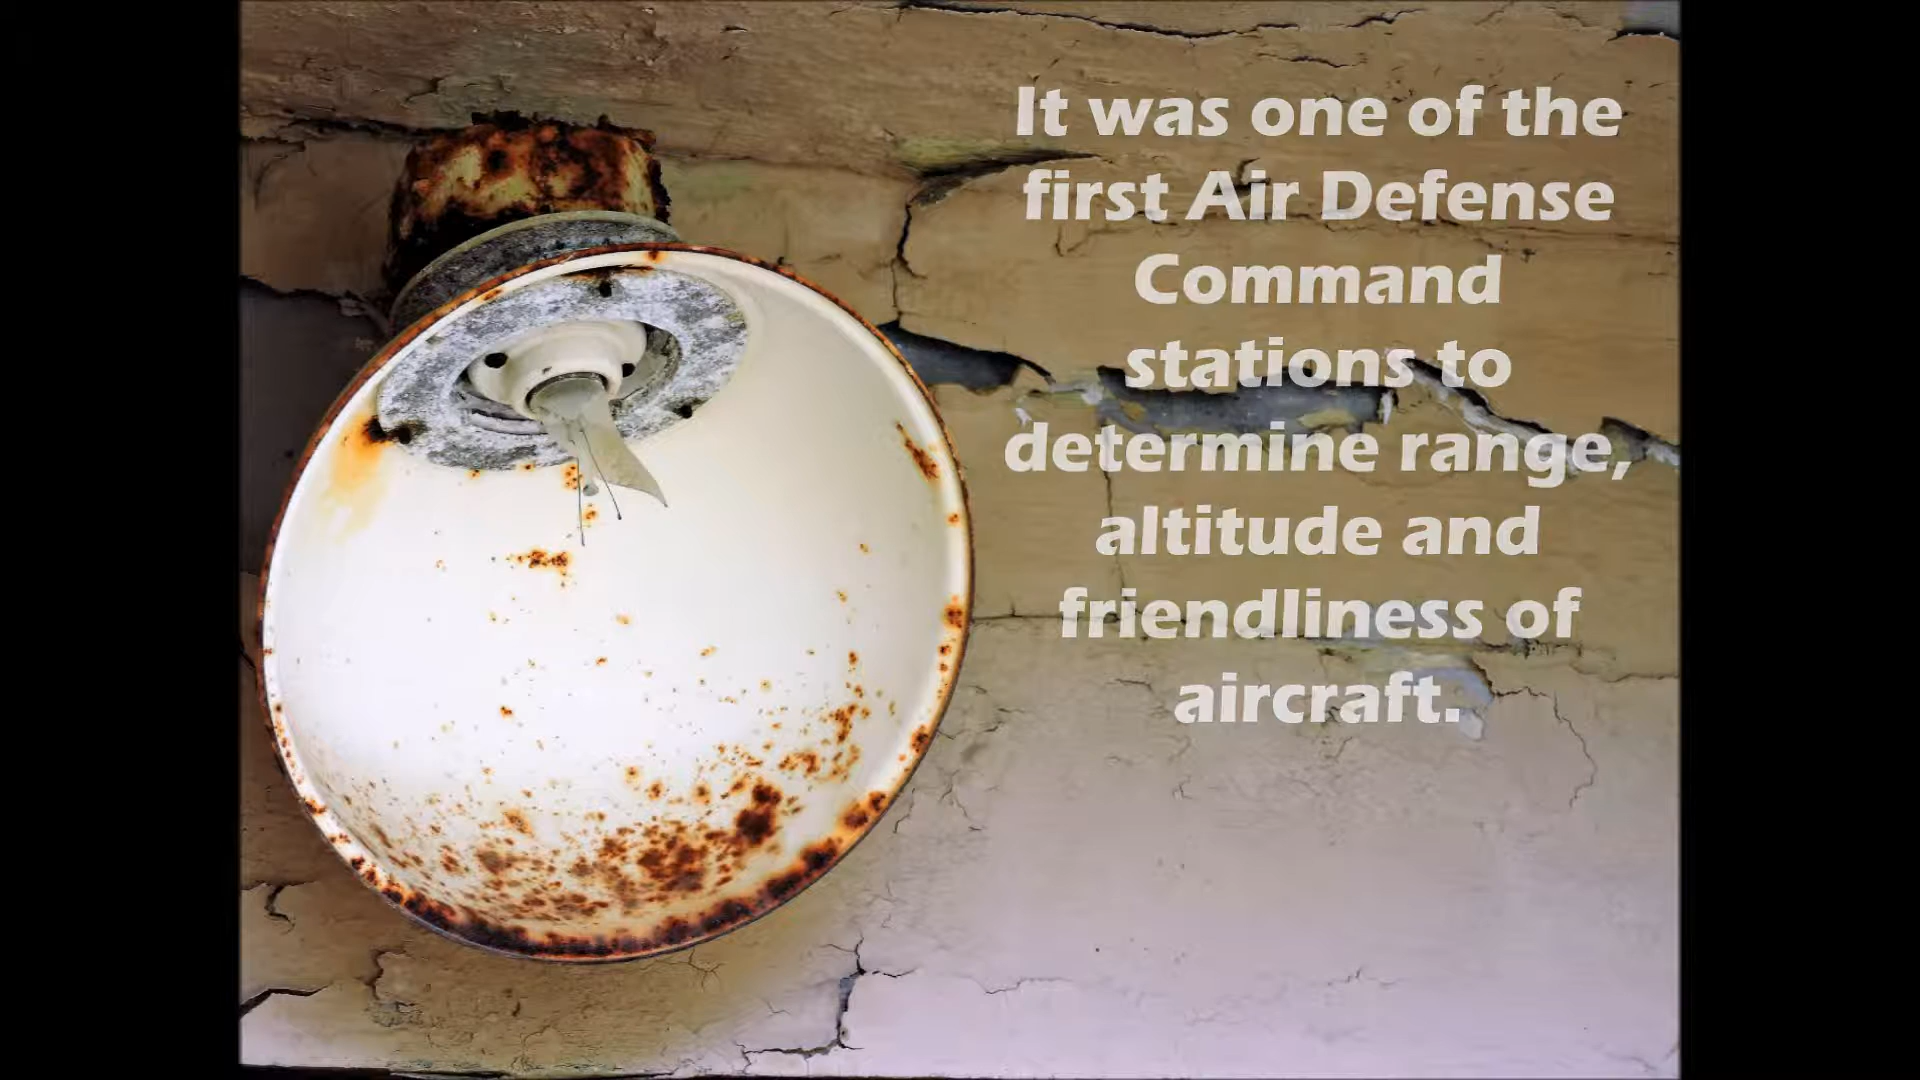 It was one of the
first Air Defense
Command
stations to
determine range,
altitude and
friendliness of
aircraft.